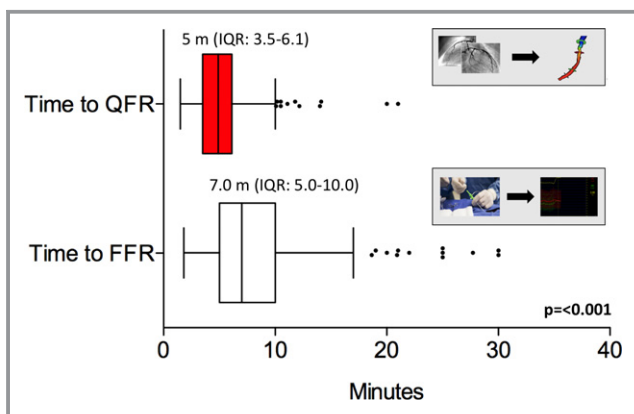 5 m (IQR: 3.5-6.1)
Time to QFR
7.0 m (IQR: 5.0-10.0)
Time to FFR
p=<0.001
0 10 20 30 40
Minutes